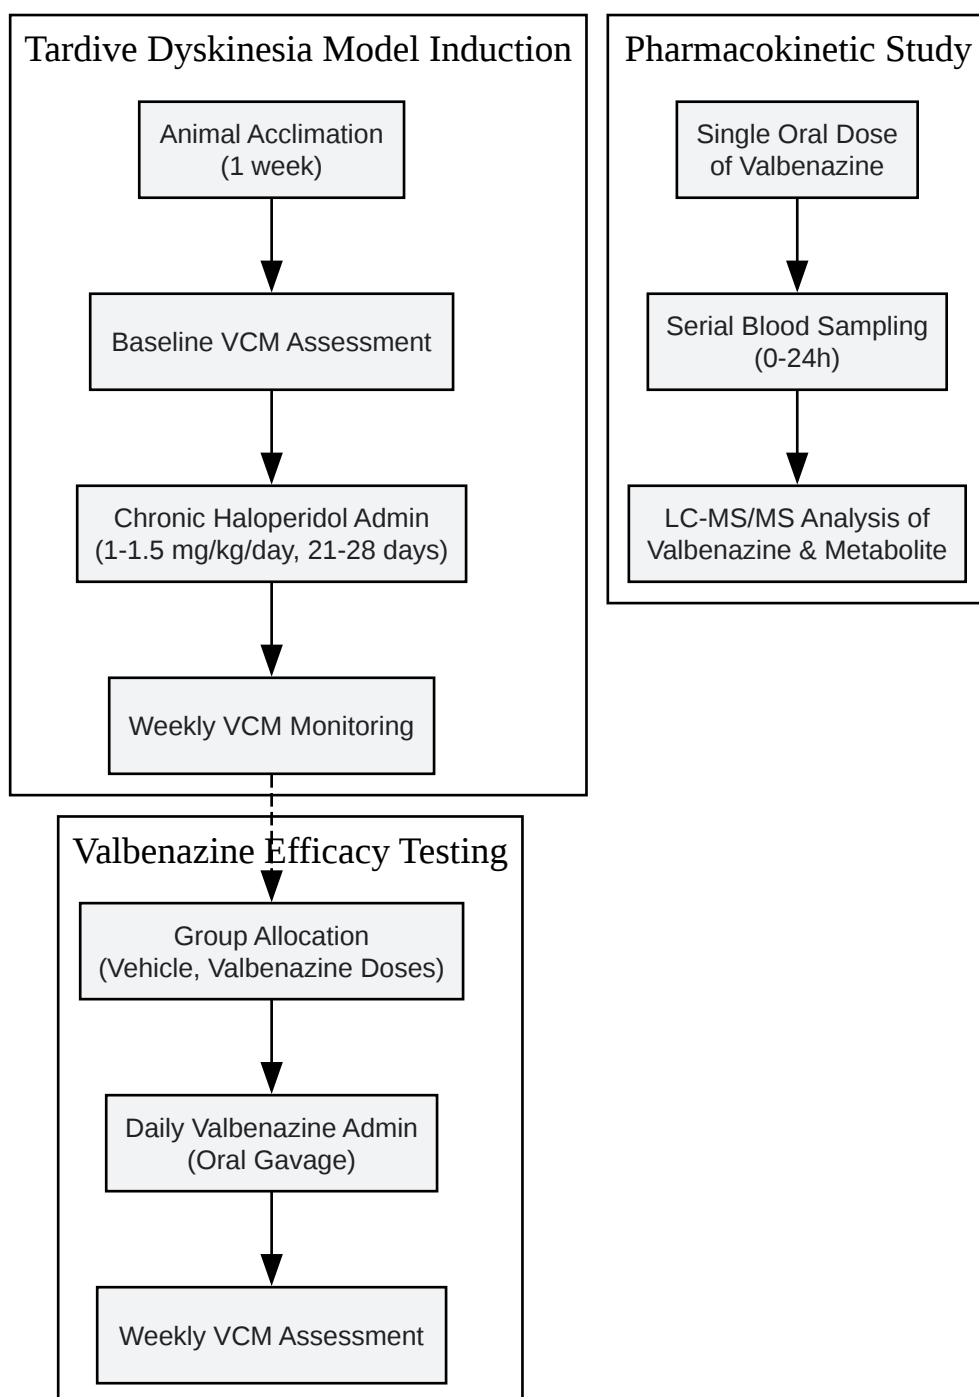 Tardive Dyskinesia Model Induction
Animal Acclimation
(1 week)
Baseline VCM Assessment
Chronic Haloperidol Admin
(1-1.5 mg/kg/day, 21-28 days)
Weekly VCM Monitoring
Valbenazine Efficacy Testing
Group Allocation
(Vehicle, Valbenazine Doses)
Daily Valbenazine Admin
(Oral Gavage)
Weekly VCM Assessment
Pharmacokinetic Study
Single Oral Dose
of Valbenazine
Serial Blood Sampling
(0-24h)
LC-MS/MS Analysis of
Valbenazine & Metabolite